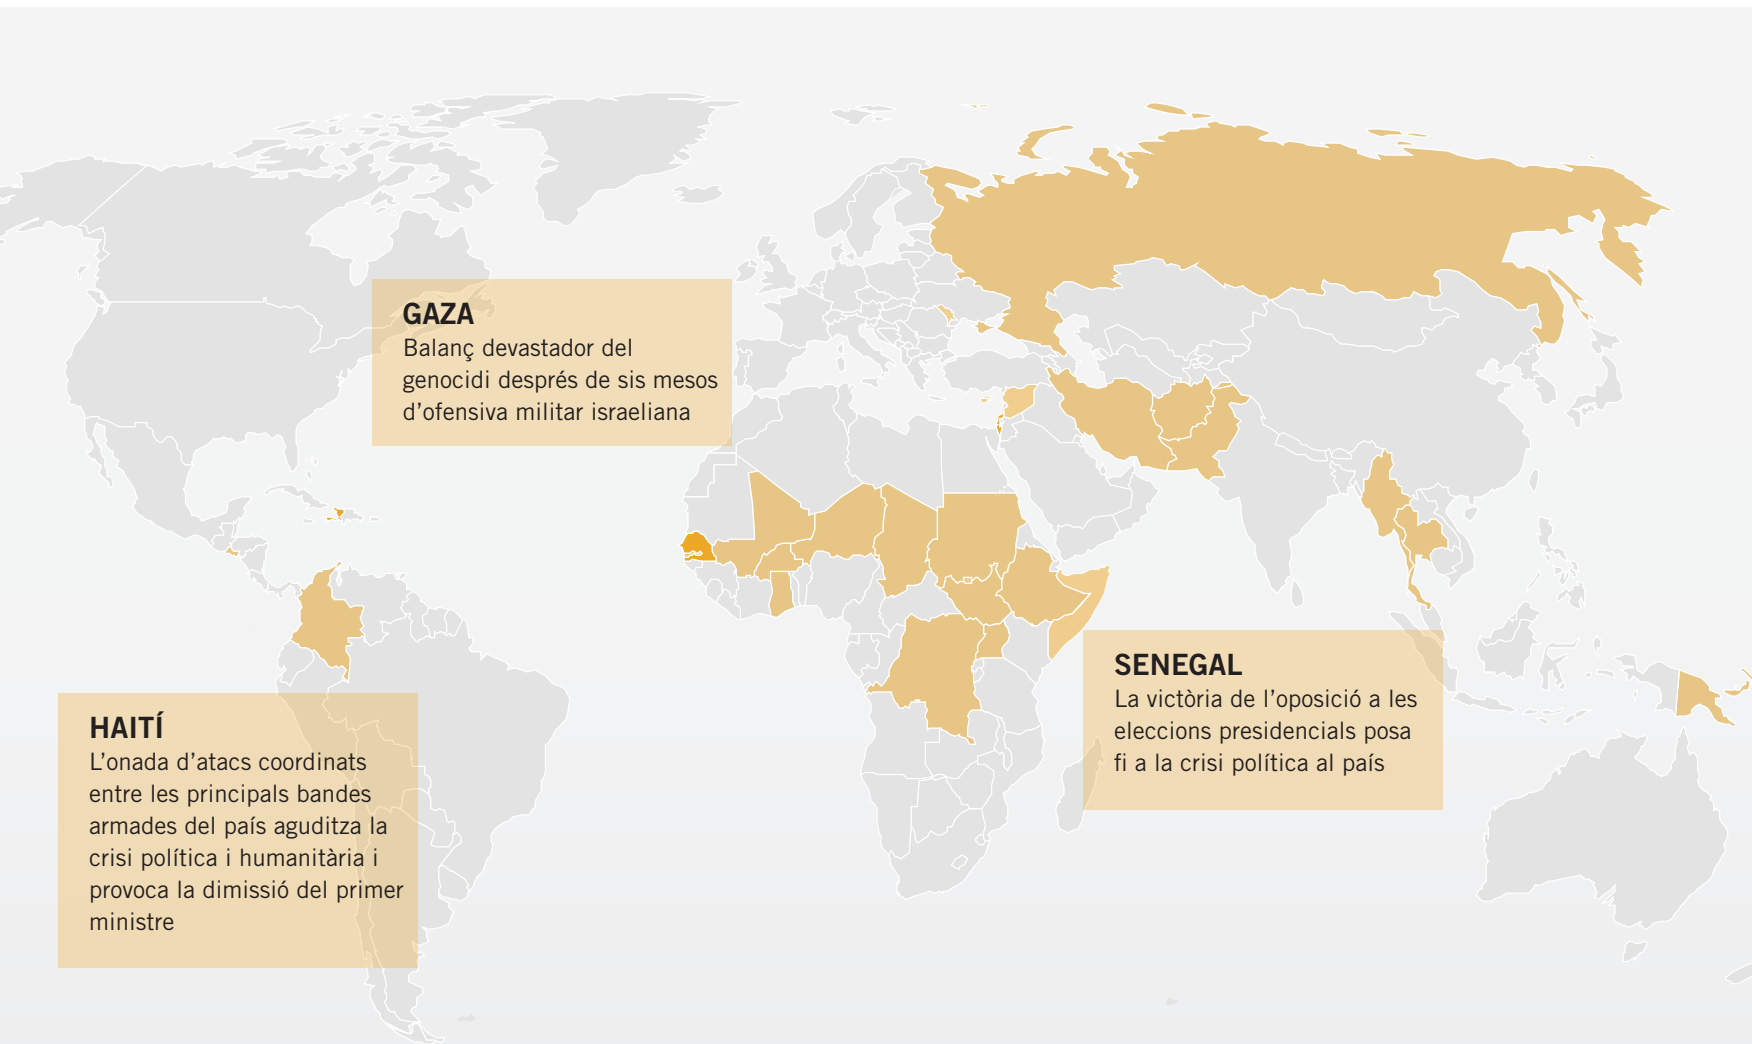 GAZA
Balanç devastador del
genocidi després de sis mesos
d’ofensiva militar israeliana
HAITÍ
L’onada d’atacs coordinats
entre les principals bandes
armades del país aguditza la
crisi política i humanitària i
provoca la dimissió del primer
ministre
SENEGAL
La victòria de l’oposició a les
eleccions presidencials posa
fi a la crisi política al país